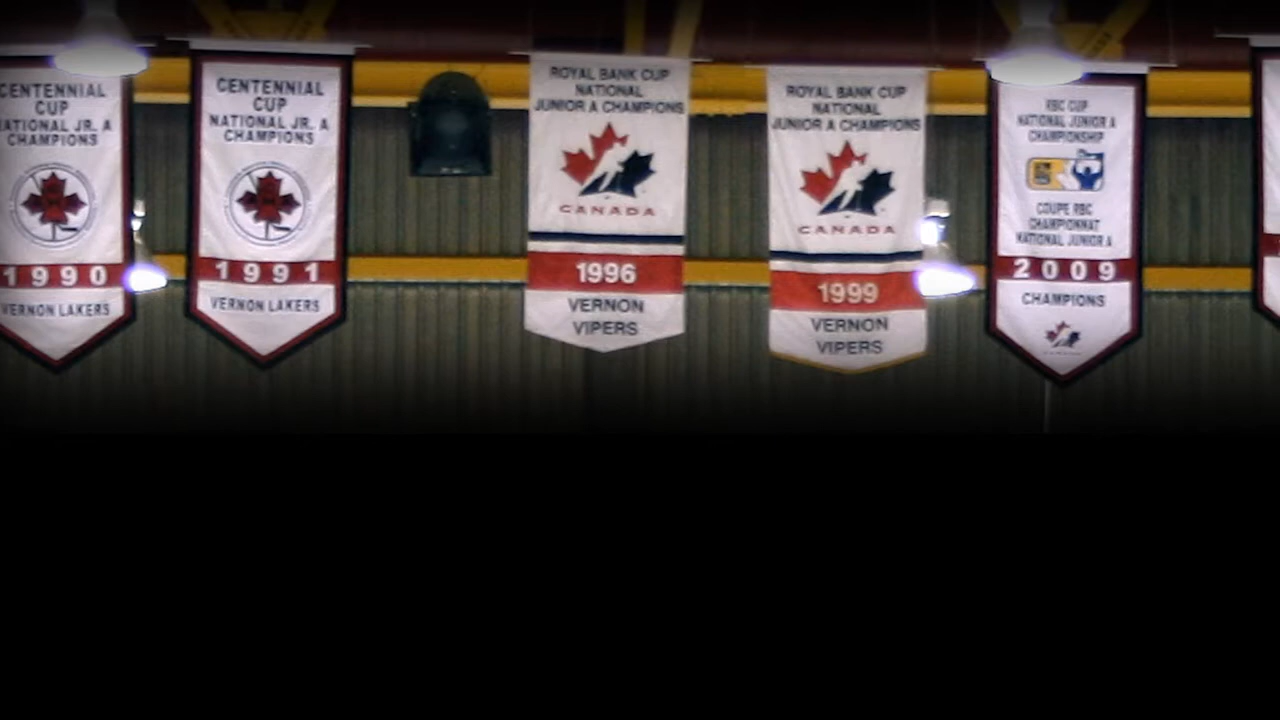 CENTENNIAL
CUP
NATIONAL JR. A
CHAMPIONS
1990
VERNON LAKERS
CENTENNIAL
CUP
NATIONAL JR. A
CHAMPIONS
1991
VERNON LAKERS
ROYAL BANK CUP
NATIONAL
JUNIOR A CHAMPIONS
CANADA
1996
VERNON
VIPERS
ROYAL BANK CUP
NATIONAL
JUNIOR A CHAMPIONS
CANADA
1999
VERNON
VIPERS
RBC CUP
NATIONAL JUNIOR A
CHAMPIONSHIP
COUPE RBC
CHAMPIONNAT
NATIONAL JUNIOR A
2009
CHAMPIONS